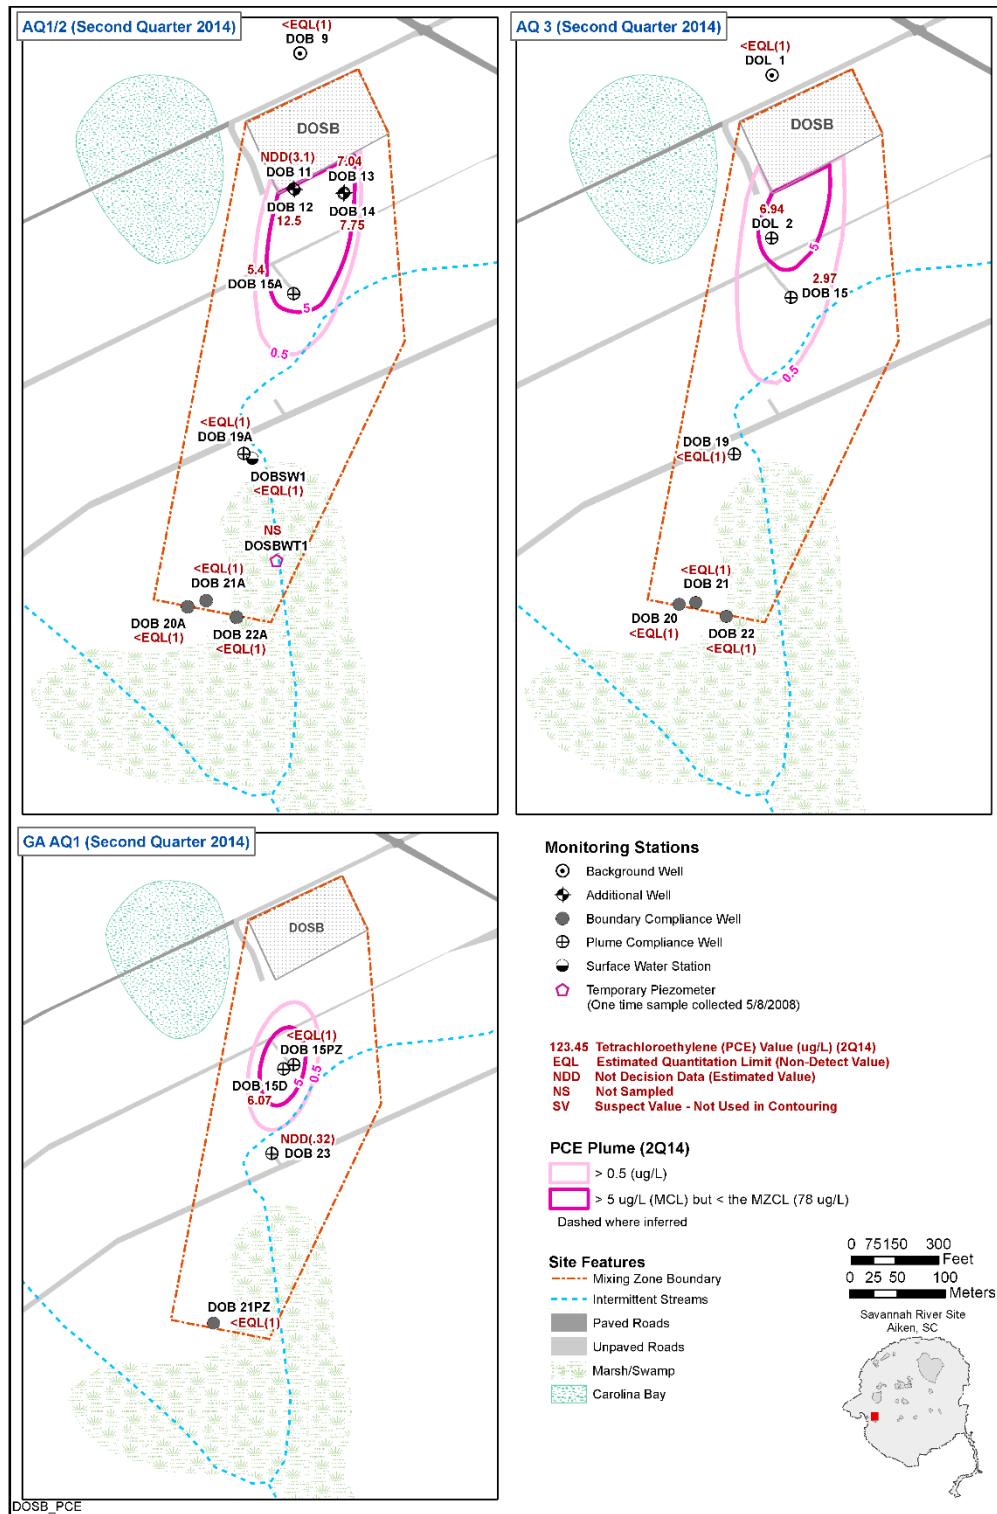 AQ1/2 (Second Quarter 2014)
<EQL(1)
DOB 9
DOSB
NDD(3.1)
DOB 11
7.04
DOB 13
DOB 12
12.5
DOB 14
7.75
5.4
DOB 15A
5
0.5
<EQL(1)
DOB 19A
DOBSW1
<EQL(1)
NS
DOSBWT1
<EQL(1)
DOB 21A
DOB 20A
<EQL(1)
DOB 22A
<EQL(1)
AQ 3 (Second Quarter 2014)
<EQL(1)
DOL 1
DOSB
6.94
DOL 2
5
2.97
DOB 15
0.5
DOB 19
<EQL(1)
<EQL(1)
DOB 21
DOB 20
<EQL(1)
DOB 22
<EQL(1)
GA AQ1 (Second Quarter 2014)
DOSB
<EQL(1)
DOB 15PZ
DOB 15D
6.07
5
0.5
NDD(.32)
DOB 23
DOB 21PZ
<EQL(1)
Monitoring Stations
Background Well
Additional Well
Boundary Compliance Well
Plume Compliance Well
Surface Water Station
Temporary Piezometer
(One time sample collected 5/8/2008)
123.45 Tetrachloroethylene (PCE) Value (ug/L) (2Q14)
EQL Estimated Quantitation Limit (Non-Detect Value)
NDD Not Decision Data (Estimated Value)
NS Not Sampled
SV Suspect Value - Not Used in Contouring
PCE Plume (2Q14)
> 0.5 (ug/L)
> 5 ug/L (MCL) but < the MZCL (78 ug/L)
Dashed where inferred
Site Features
Mixing Zone Boundary
Intermittent Streams
Paved Roads
Unpaved Roads
Marsh/Swamp
Carolina Bay
0 75 150 300
Feet
0 25 50 100
Meters
Savannah River Site
Aiken, SC
DOSB_PCE